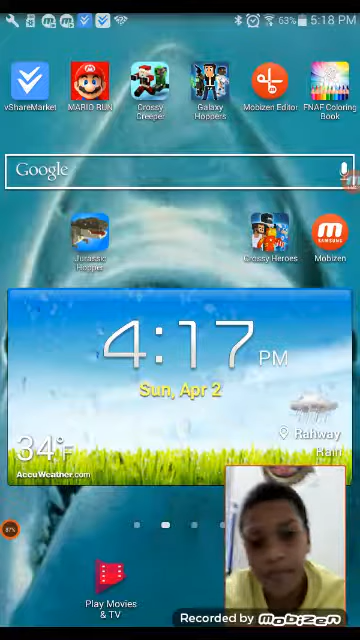 63% 5:18 PM
vShareMarket MARIO RUN Crossy Creeper Galaxy Hoppers Mobizen Editor FNAF Coloring Book
Google
SAMSUNG
Jurassic Hopper Crossy Heroes Mobizen
4:17 PM
Sun, Apr 2
Rahway
34°F Rain
AccuWeather.com
87%
Play Movies & TV
Recorded by mobizen